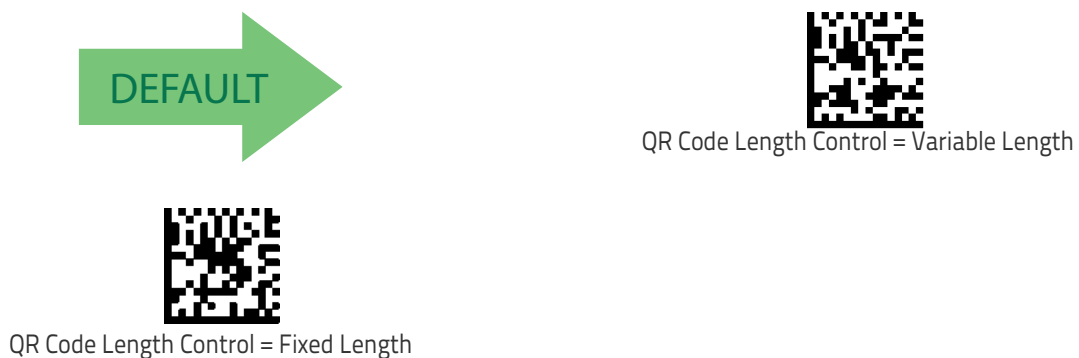 DEFAULT
QR Code Length Control = Variable Length
QR Code Length Control = Fixed Length